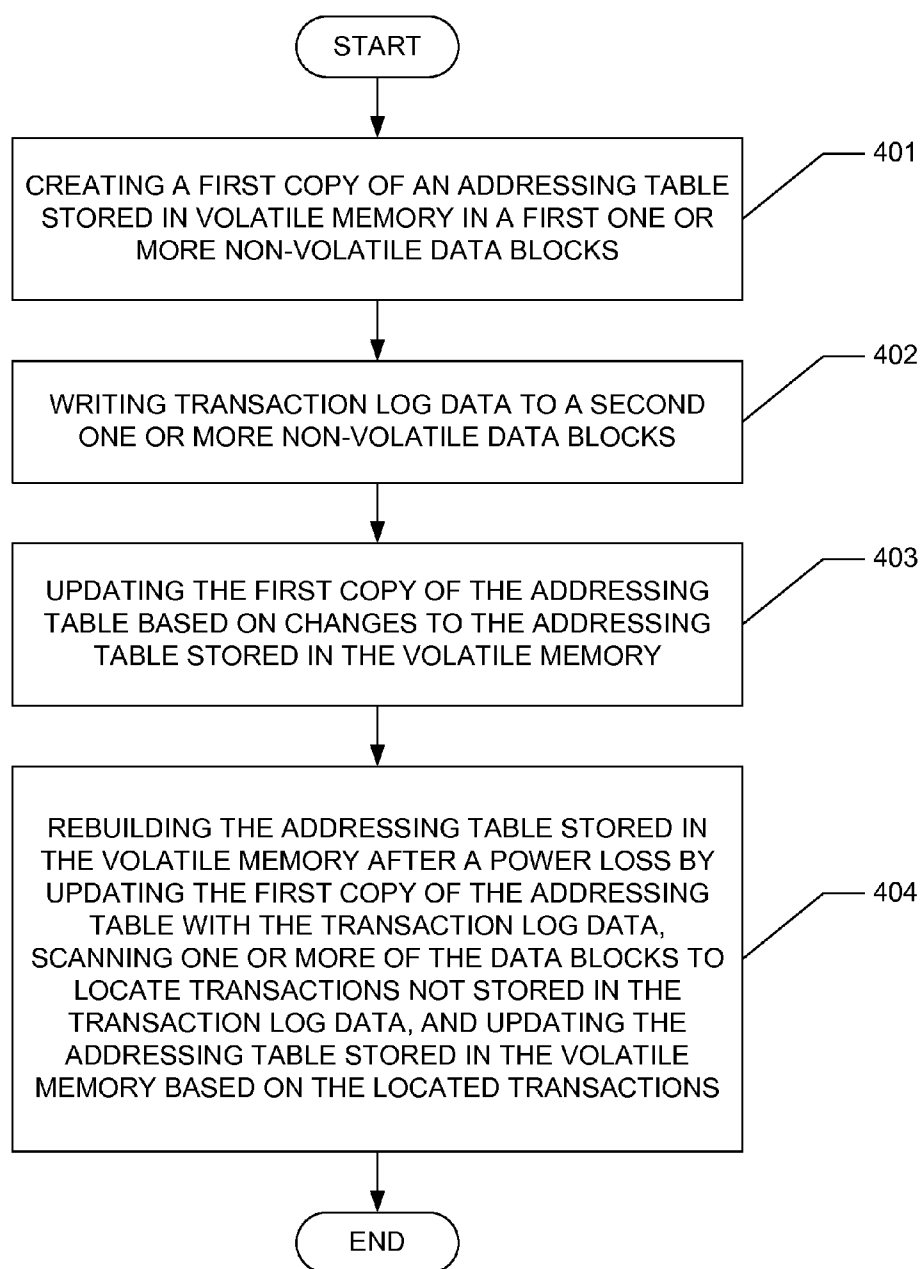 START
CREATING A FIRST COPY OF AN ADDRESSING TABLE
STORED IN VOLATILE MEMORY IN A FIRST ONE OR
MORE NON-VOLATILE DATA BLOCKS
401
WRITING TRANSACTION LOG DATA TO A SECOND
ONE OR MORE NON-VOLATILE DATA BLOCKS
402
UPDATING THE FIRST COPY OF THE ADDRESSING
TABLE BASED ON CHANGES TO THE ADDRESSING
TABLE STORED IN THE VOLATILE MEMORY
403
REBUILDING THE ADDRESSING TABLE STORED IN
THE VOLATILE MEMORY AFTER A POWER LOSS BY
UPDATING THE FIRST COPY OF THE ADDRESSING
TABLE WITH THE TRANSACTION LOG DATA,
SCANNING ONE OR MORE OF THE DATA BLOCKS TO
LOCATE TRANSACTIONS NOT STORED IN THE
TRANSACTION LOG DATA, AND UPDATING THE
ADDRESSING TABLE STORED IN THE VOLATILE
MEMORY BASED ON THE LOCATED TRANSACTIONS
404
END